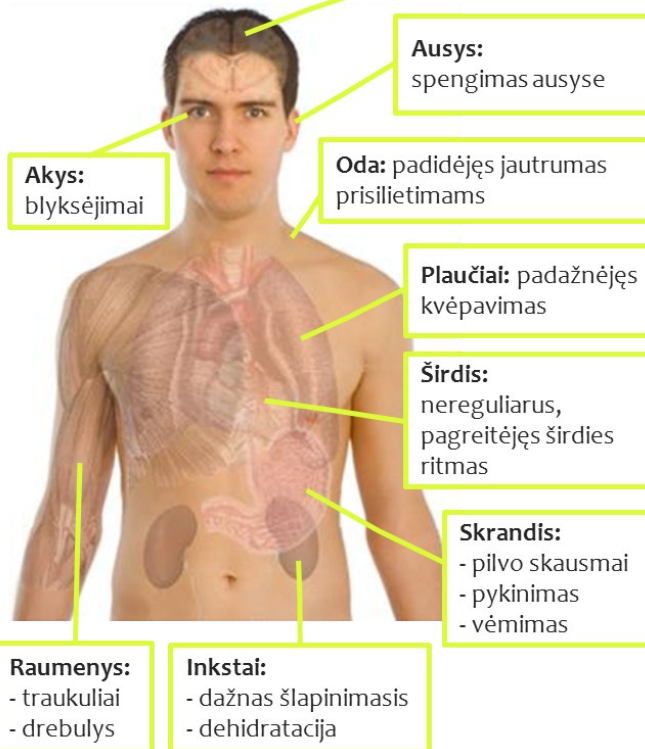 Ausys:
spengimas ausyse
Akys:
blyksėjimai
Oda: padidėjęs jautrumas
prisilietimams
Plaučiai: padažnėjęs
kvėpavimas
Širdis:
nereguliarus,
pagreitėjęs širdies
ritmas
Skrandis:
- pilvo skausmai
- pykinimas
- vėmimas
Raumenys:
- traukuliai
- drebulys
Inkstai:
- dažnas šlapinimasis
- dehidratacija